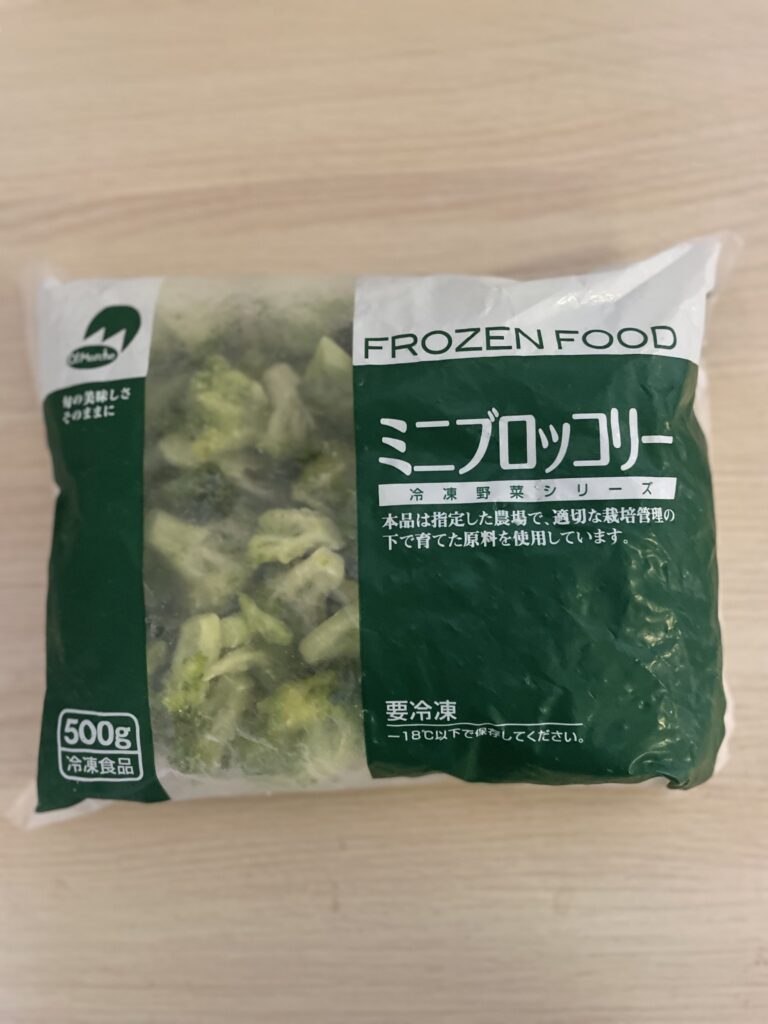 旬の美味しさ
そのままに
FROZEN FOOD
ミニブロッコリー
冷凍野菜シリーズ
本品は指定した農場で、適切な栽培管理の
下で育てた原料を使用しています。
要冷凍
－18℃以下で保存してください。
500g
冷凍食品